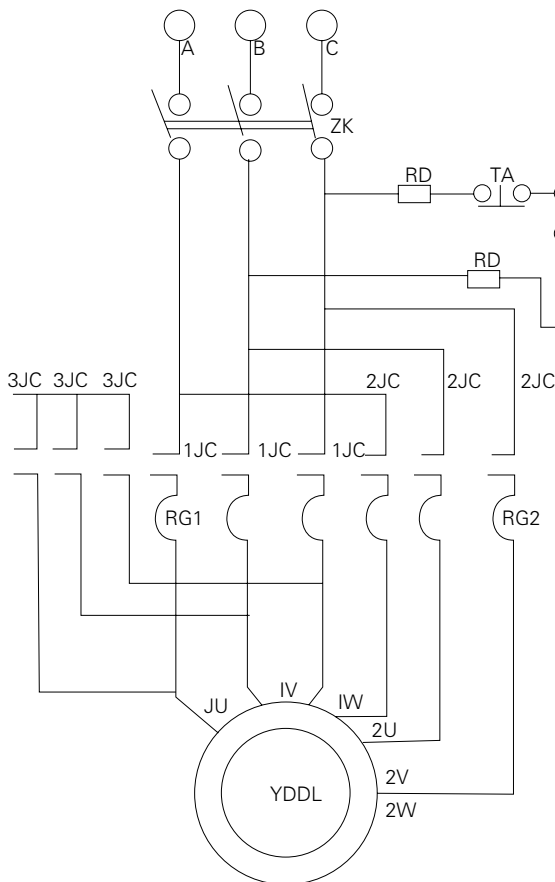 A B C
ZK
RD TA
RD
3JC 3JC 3JC 2JC 2JC 2JC
1JC 1JC 1JC
RG1 RG2
JU IV IW
2U
2V
YDDL
2W